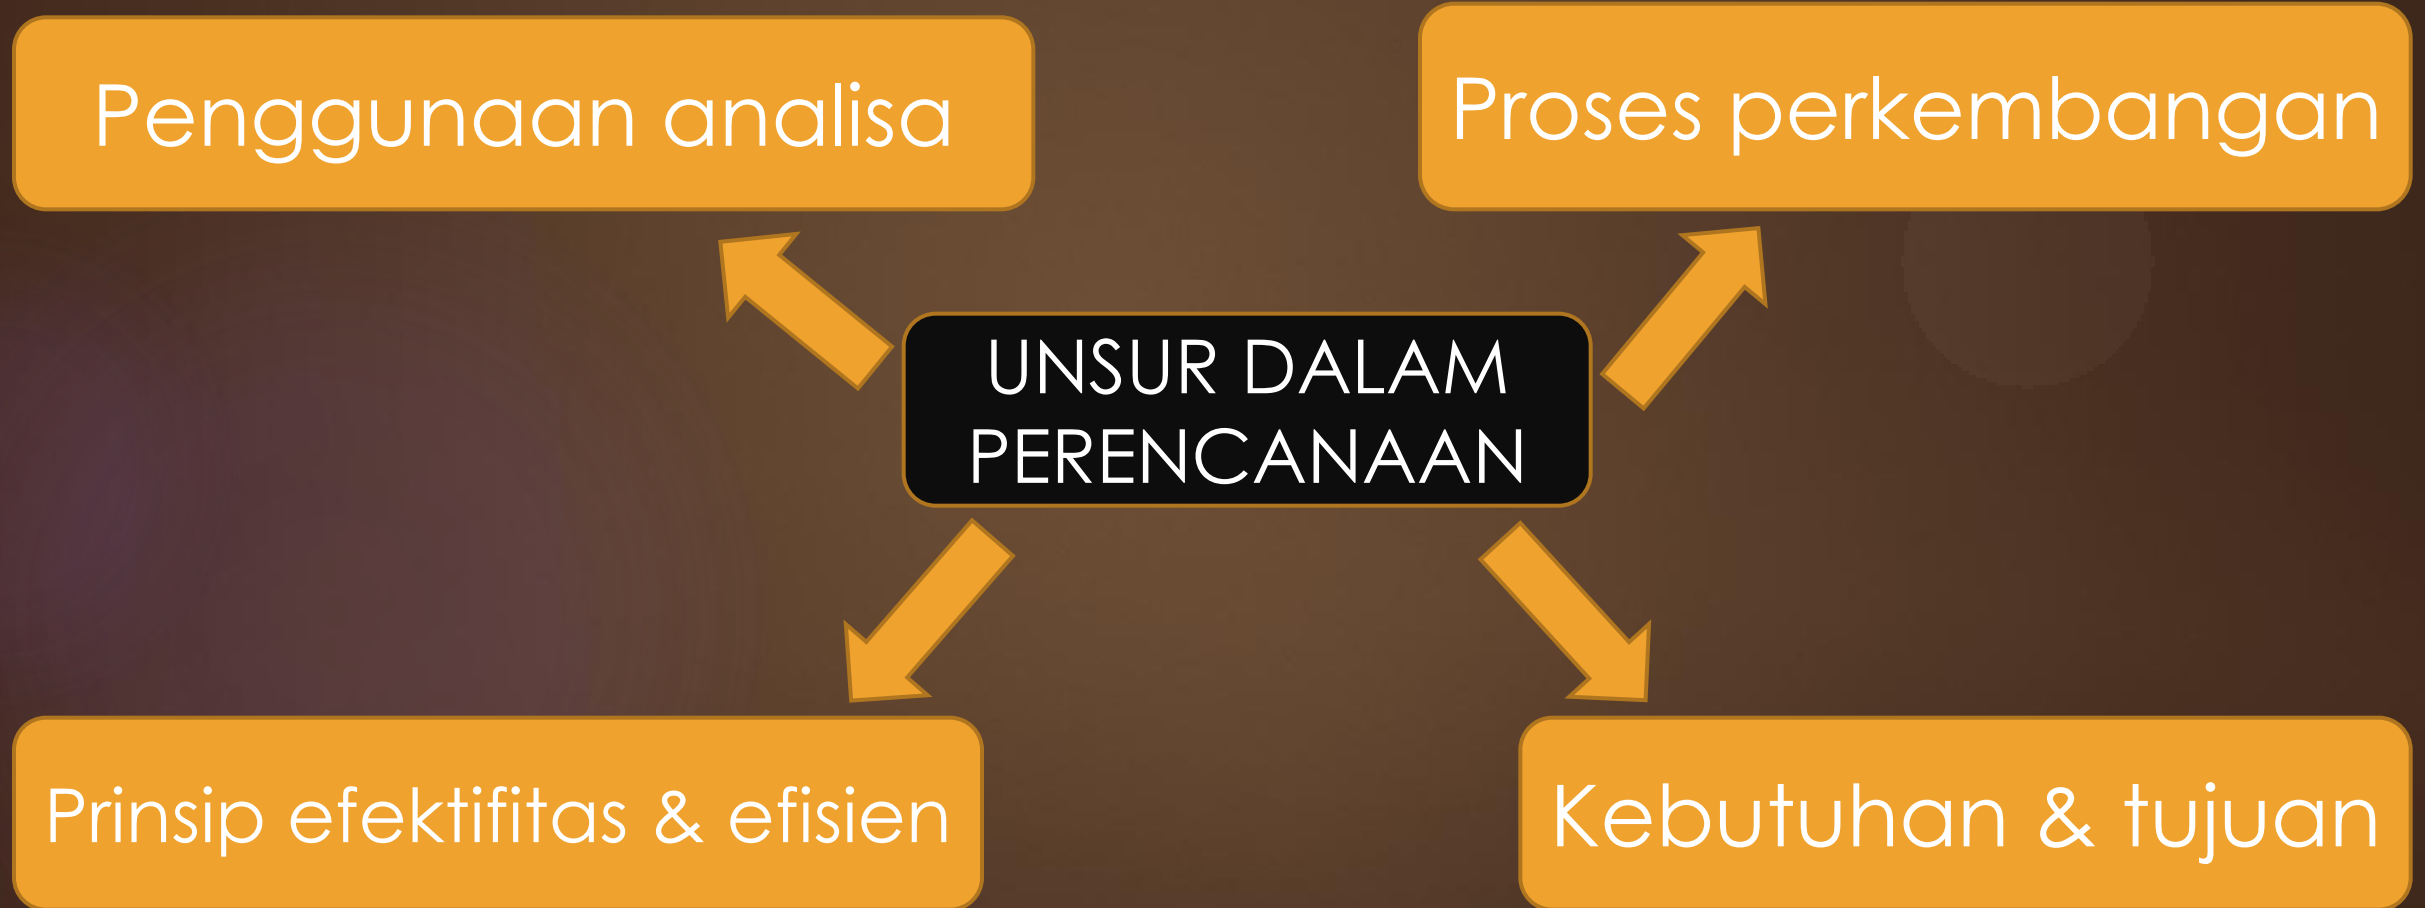 Penggunaan analisa
Proses perkembangan
UNSUR DALAM
PERENCANAAN
Prinsip efektifitas & efisien
Kebutuhan & tujuan